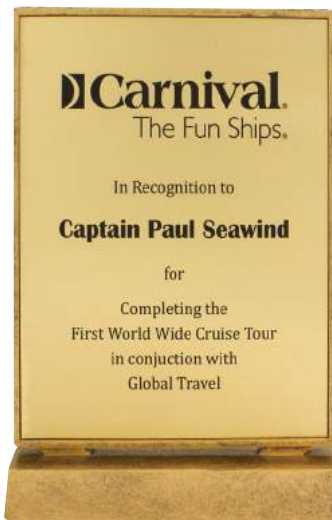 Carnival®
The Fun Ships®
In Recognition to
Captain Paul Seawind
for
Completing the
First World Wide Cruise Tour
in conjuction with
Global Travel